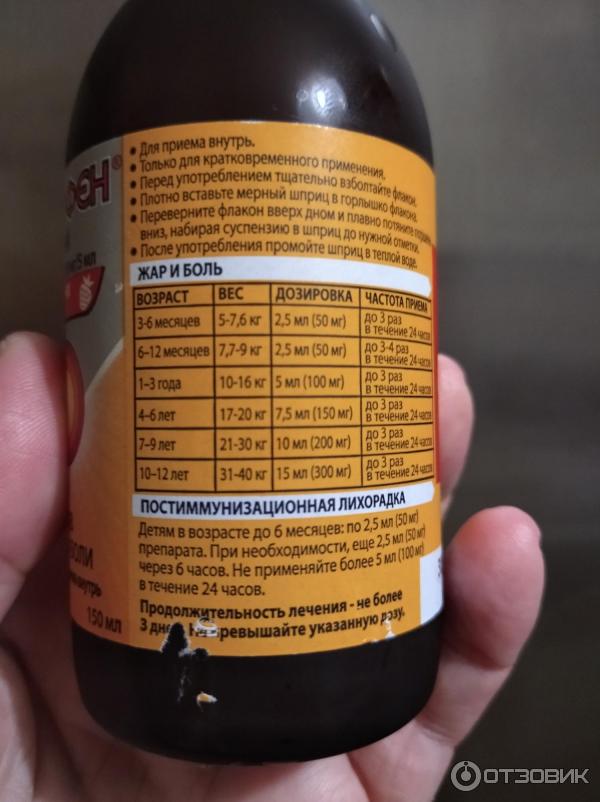 • Для приема внутрь.
• Только для кратковременного применения.
• Перед употреблением тщательно взболтайте флакон.
• Плотно вставьте мерный шприц в горлышко флакона.
• Переверните флакон вверх дном и плавно потяните
вниз, набирая суспензию в шприц до нужной отметки.
• После употребления промойте шприц в теплой воде.
ЖАР И БОЛЬ
ВОЗРАСТ ВЕС ДОЗИРОВКА ЧАСТОТА ПРИЕМА
3-6 месяцев 5-7,6 кг 2,5 мл (50 мг) до 3 раз
в течение 24 часов
6–12 месяцев 7,7-9 кг 2,5 мл (50 мг) до 3-4 раз
в течение 24 часов
1–3 года 10-16 кг 5 мл (100 мг) до 3 раз
в течение 24 часов
4–6 лет 17-20 кг 7,5 мл (150 мг) до 3 раз
в течение 24 часов
7–9 лет 21-30 кг 10 мл (200 мг) до 3 раз
в течение 24 часов
10–12 лет 31-40 кг 15 мл (300 мг) до 3 раз
в течение 24 часов
ПОСТИММУНИЗАЦИОННАЯ ЛИХОРАДКА
Детям в возрасте до 6 месяцев: по 2,5 мл (50 мг)
препарата. При необходимости, еще 2,5 мл (50 мг)
через 6 часов. Не применяйте более 5 мл (100 мг)
в течение 24 часов.
Продолжительность лечения - не более
3 дней. Не превышайте указанную дозу.
5 мл
БОЛИ
внутрь
150 мл
ОТЗОВИК